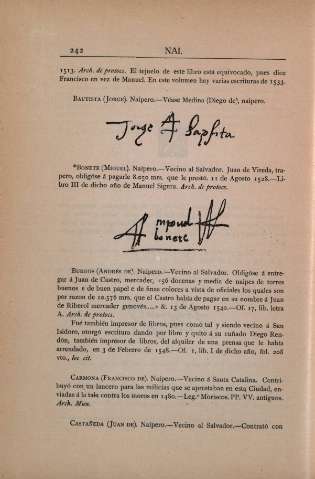 242 NAI.
1513. Arch. de protocs. El tejuelo de este libro está equivocado, pues dice
Francisco en vez de Manuel. En este volumen hay varias escrituras de 1533.
BAUTISTA (JORGE). Naipero.—Véase Merlino (Diego de), naipero.
Jorge bapſista
*BONETE (MIGUEL). Naipero.—Vecino al Salvador. Juan de Vireda, tra-
pero, obligóse á pagarle 8.050 mrs. que le prestó. 11 de Agosto 1528.—Li-
bro III de dicho año de Manuel Sigura. Arch. de protocs.
miguel
bonete
BURGOS (ANDRÉS DE). Naipero.—Vecino al Salvador. Obligóse á entre-
gar á Juan de Castro, mercader, «56 docenas y media de naipes de torres
buenos e de buen papel e de finas colores a vista de oficiales los quales son
por razon de 10.576 mrs. que el Castro habia de pagar en su nombre á Juan
de Riberol mercader genovés....» &. 13 de Agosto 1540.—Of. 17, lib. letra
A. Arch. de protocs.
Fué también impresor de libros, pues como tal y siendo vecino á San
Isidoro, otorgó escritura dando por libre y quito á su cuñado Diego Ren-
dón, también impresor de libros, del alquiler de una prensa que le había
arrendado, en 3 de Febrero de 1548.—Of. 1, lib. I de dicho año, fol. 208
vto., loc. cit.
CARMONA (FRANCISCO DE). Naipero.—Vecino á Santa Catalina. Contri-
buyó con un lancero para las milicias que se aprestaban en esta Ciudad, en-
viadas á la tala contra los moros en 1480.—Leg.º Moriscos. PP. VV. antiguos.
Arch. Mun.
CASTAÑEDA (JUAN DE). Naipero.—Vecino al Salvador.—Contrató con